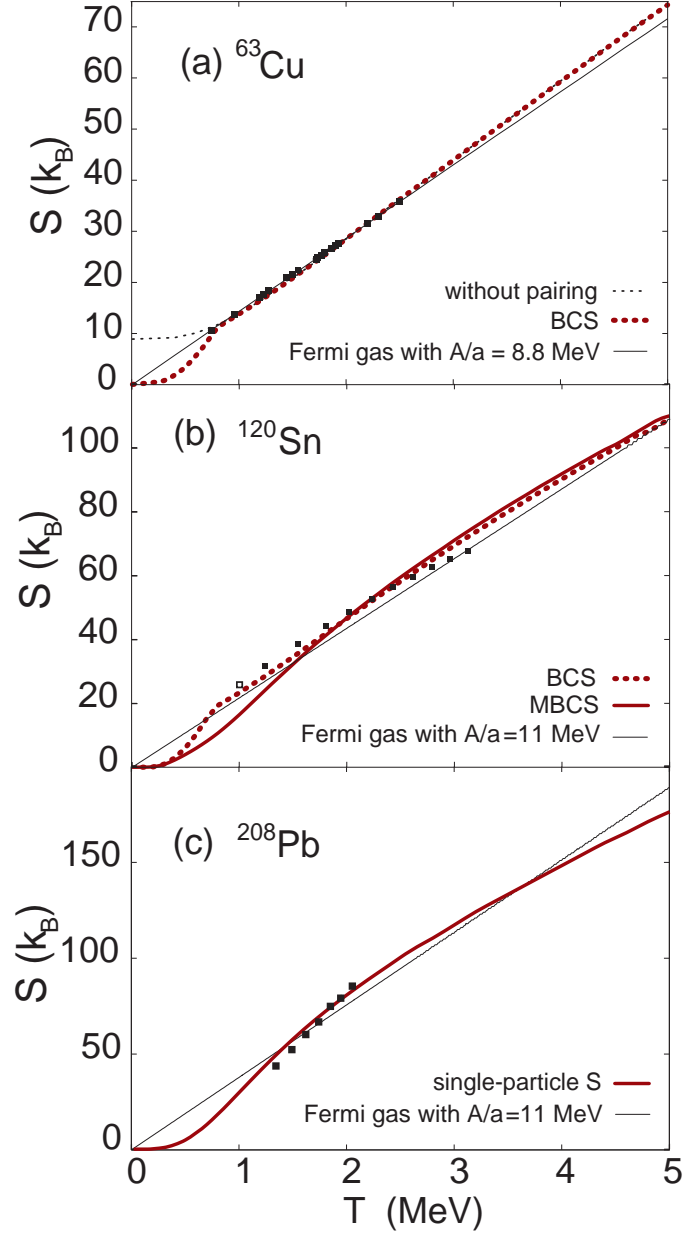 70
(a) ⁶³Cu
60
50
S (k_B)
40
30
20
without pairing
BCS
10
Fermi gas with A/a = 8.8 MeV
0
100
(b) ¹²⁰Sn
80
S (k_B)
60
40
BCS
20
MBCS
Fermi gas with A/a=11 MeV
0
(c) ²⁰⁸Pb
150
S (k_B)
100
50
single-particle S
Fermi gas with A/a=11 MeV
0
0 1 2 3 4 5
T (MeV)